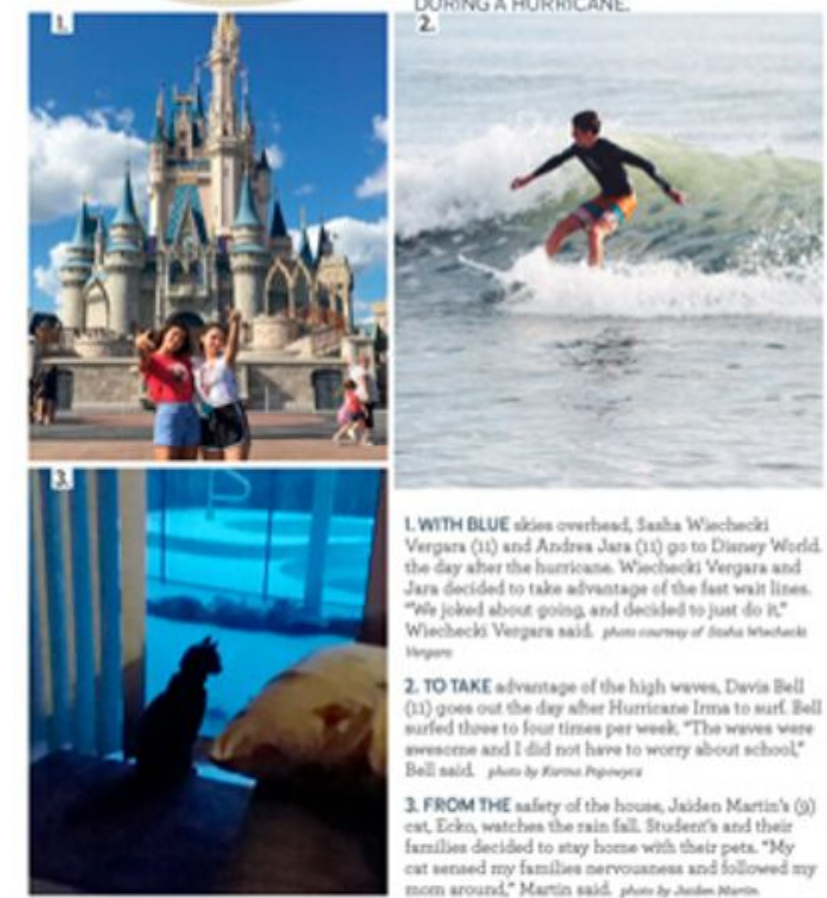 DURING A HURRICANE.
1.
2.
3.
1. WITH BLUE skies overhead, Sasha Wiechecki
Vergara (11) and Andrea Jara (11) go to Disney World,
the day after the hurricane. Wiechecki Vergara and
Jara decided to take advantage of the fast wait lines.
"We joked about going, and decided to just do it,"
Wiechecki Vergara said. photo courtesy of Sasha Wiechecki
Vergara
2. TO TAKE advantage of the high waves, Davis Bell
(11) goes out the day after Hurricane Irma to surf. Bell
surfed three to four times per week. "The waves were
awesome and I did not have to worry about school,"
Bell said. photo by Karina Popowycz
3. FROM THE safety of the house, Jaiden Martin's (9)
cat, Ecko, watches the rain fall. Student's and their
families decided to stay home with their pets. "My
cat sensed my families nervousness and followed my
mom around," Martin said. photo by Jaiden Martin.